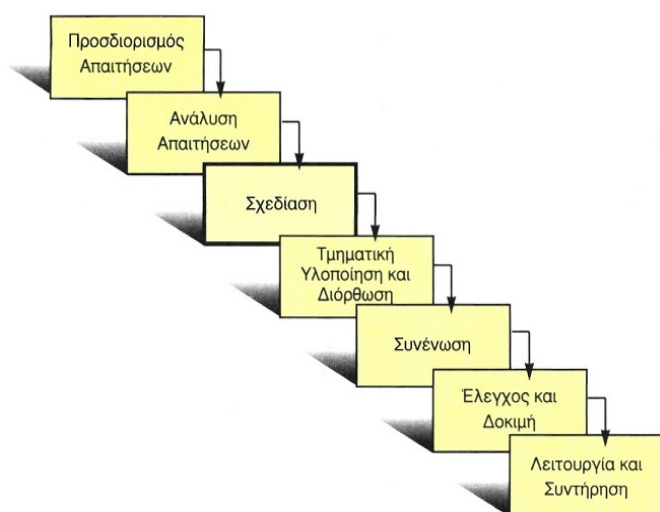 Προσδιορισμός
Απαιτήσεων
Ανάλυση
Απαιτήσεων
Σχεδίαση
Τμηματική
Υλοποίηση και
Διόρθωση
Συνένωση
Έλεγχος και
Δοκιμή
Λειτουργία και
Συντήρηση